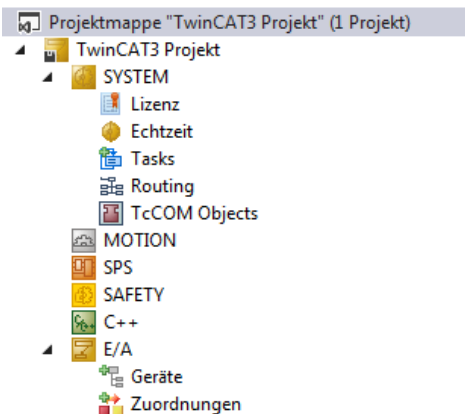 Projektmappe "TwinCAT3 Projekt" (1 Projekt)
TwinCAT3 Projekt
SYSTEM
Lizenz
Echtzeit
Tasks
Routing
TcCOM Objects
MOTION
SPS
SAFETY
C++
E/A
Geräte
Zuordnungen